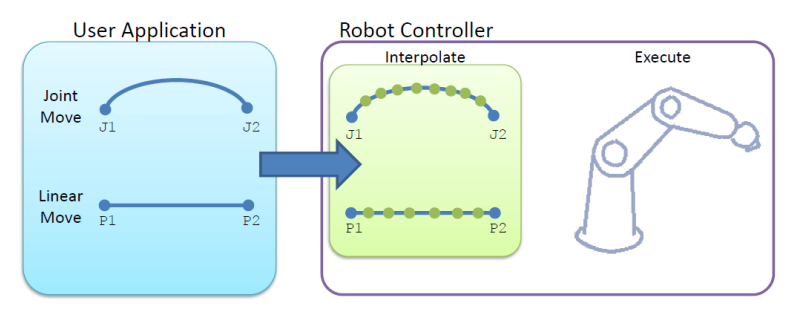 User Application
Robot Controller
Interpolate
Execute
Joint
Move
J1
J2
J1
J2
Linear
Move
P1
P2
P1
P2